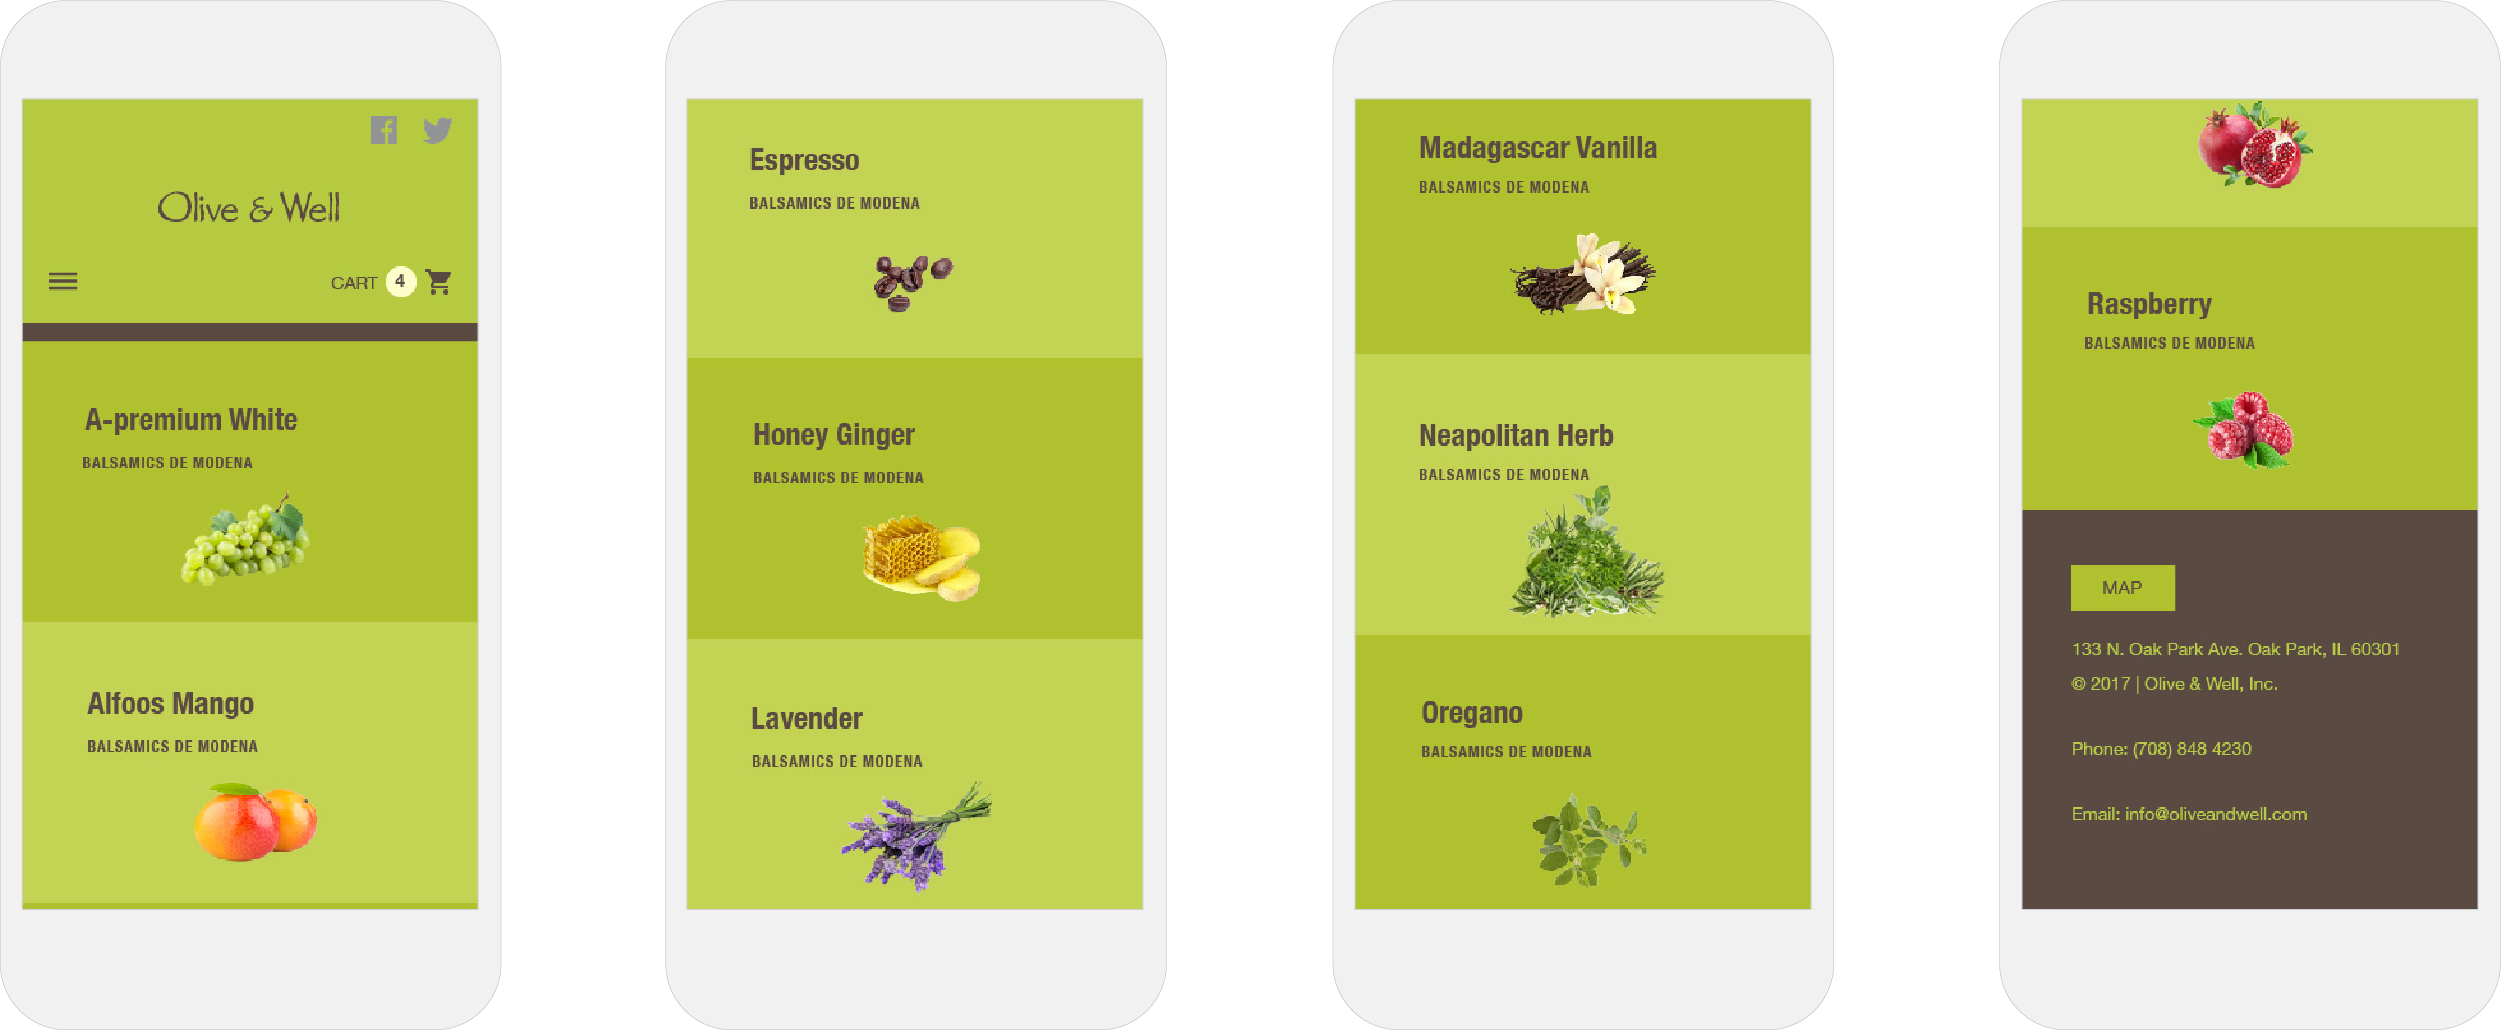 Olive & Well
CART 4
A-premium White
BALSAMICS DE MODENA
Alfoos Mango
BALSAMICS DE MODENA
Espresso
BALSAMICS DE MODENA
Honey Ginger
BALSAMICS DE MODENA
Lavender
BALSAMICS DE MODENA
Madagascar Vanilla
BALSAMICS DE MODENA
Neapolitan Herb
BALSAMICS DE MODENA
Oregano
BALSAMICS DE MODENA
Raspberry
BALSAMICS DE MODENA
MAP
133 N. Oak Park Ave. Oak Park, IL 60301
© 2017 | Olive & Well, Inc.
Phone: (708) 848 4230
Email: info@oliveandwell.com